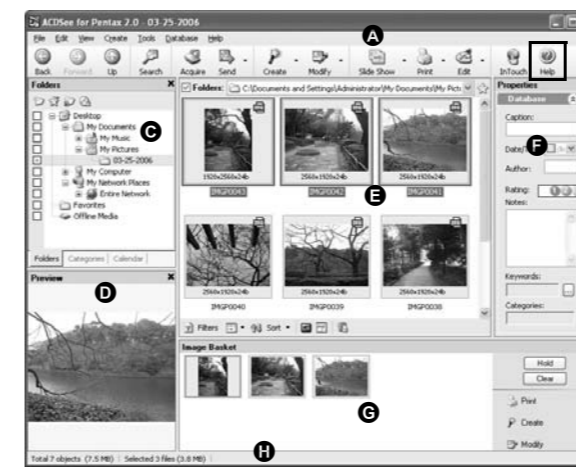 ACDSee for Pentax 2.0 - 03-25-2006
File Edit View Create Tools Database Help
A
Back Forward Up Search Acquire Send Create Modify Slide Show Print Edit InTouch Help
Folders
Folders: C:\Documents and Settings\Administrator\My Documents\My Pict
Properties
Database
Desktop
My Documents
C
My Music
My Pictures
03-25-2006
My Computer
My Network Places
Entire Network
Favorites
Offline Media
Folders Categories Calendar
1920x2560x24b 2560x1920x24b 2560x1920x24b
IMGP0043 IMGP0042 IMGP0041
E
2560x1920x24b 2560x1920x24b 2560x1920x24b
IMGP0040 IMGP0039 IMGP0038
Filters Sort
Caption:
Date/
F
Author:
Rating:
Notes:
Keywords:
...
Categories:
Preview
D
Image Basket
G
Hold
Clear
Print
Create
Modify
Total 7 objects (7.5 MB) Selected 3 files (3.8 MB)
H